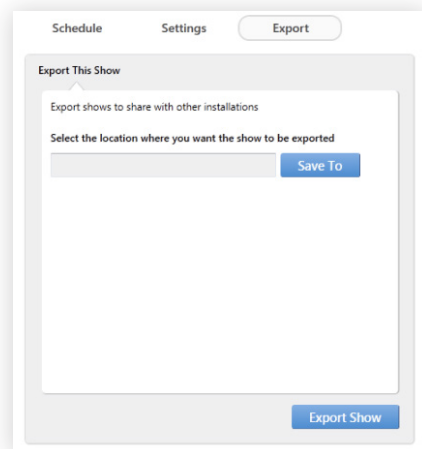 Schedule Settings Export
Export This Show
Export shows to share with other installations
Select the location where you want the show to be exported
Save To
Export Show